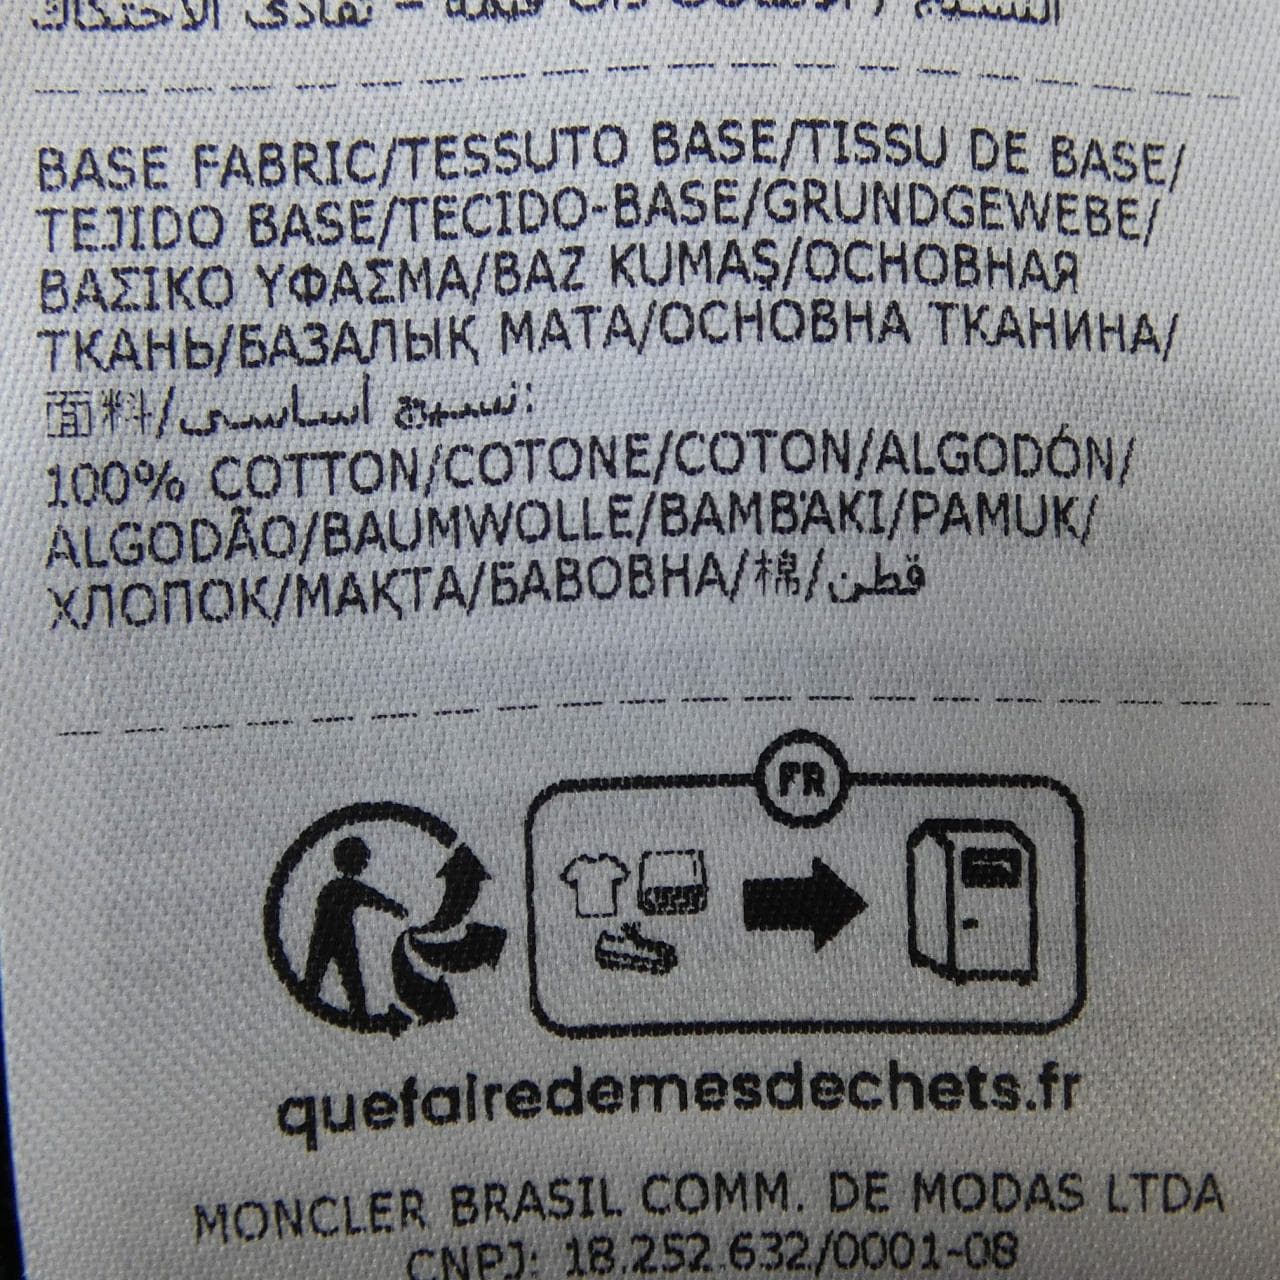 BASE FABRIC/TESSUTO BASE/TISSU DE BASE/
TEJIDO BASE/TECIDO-BASE/GRUNDGEWEBE/
ΒΑΣΙΚΟ ΥΦΑΣΜΑ/BAZ KUMAŞ/ОСНОВНАЯ
ТКАНЬ/БАЗАЛЫҚ МАТА/ОСНОВНА ТКАНИНА/
面料/نسيج أساسي:
100% COTTON/COTONE/COTON/ALGODÓN/
ALGODÃO/BAUMWOLLE/ΒΑΜΒΆΚΙ/PAMUK/
ХЛОПОК/МАҚТА/БАВОВНА/棉/قطن
FR
quefairedemesdechets.fr
MONCLER BRASIL COMM. DE MODAS LTDA
CNPJ: 18.252.632/0001-08